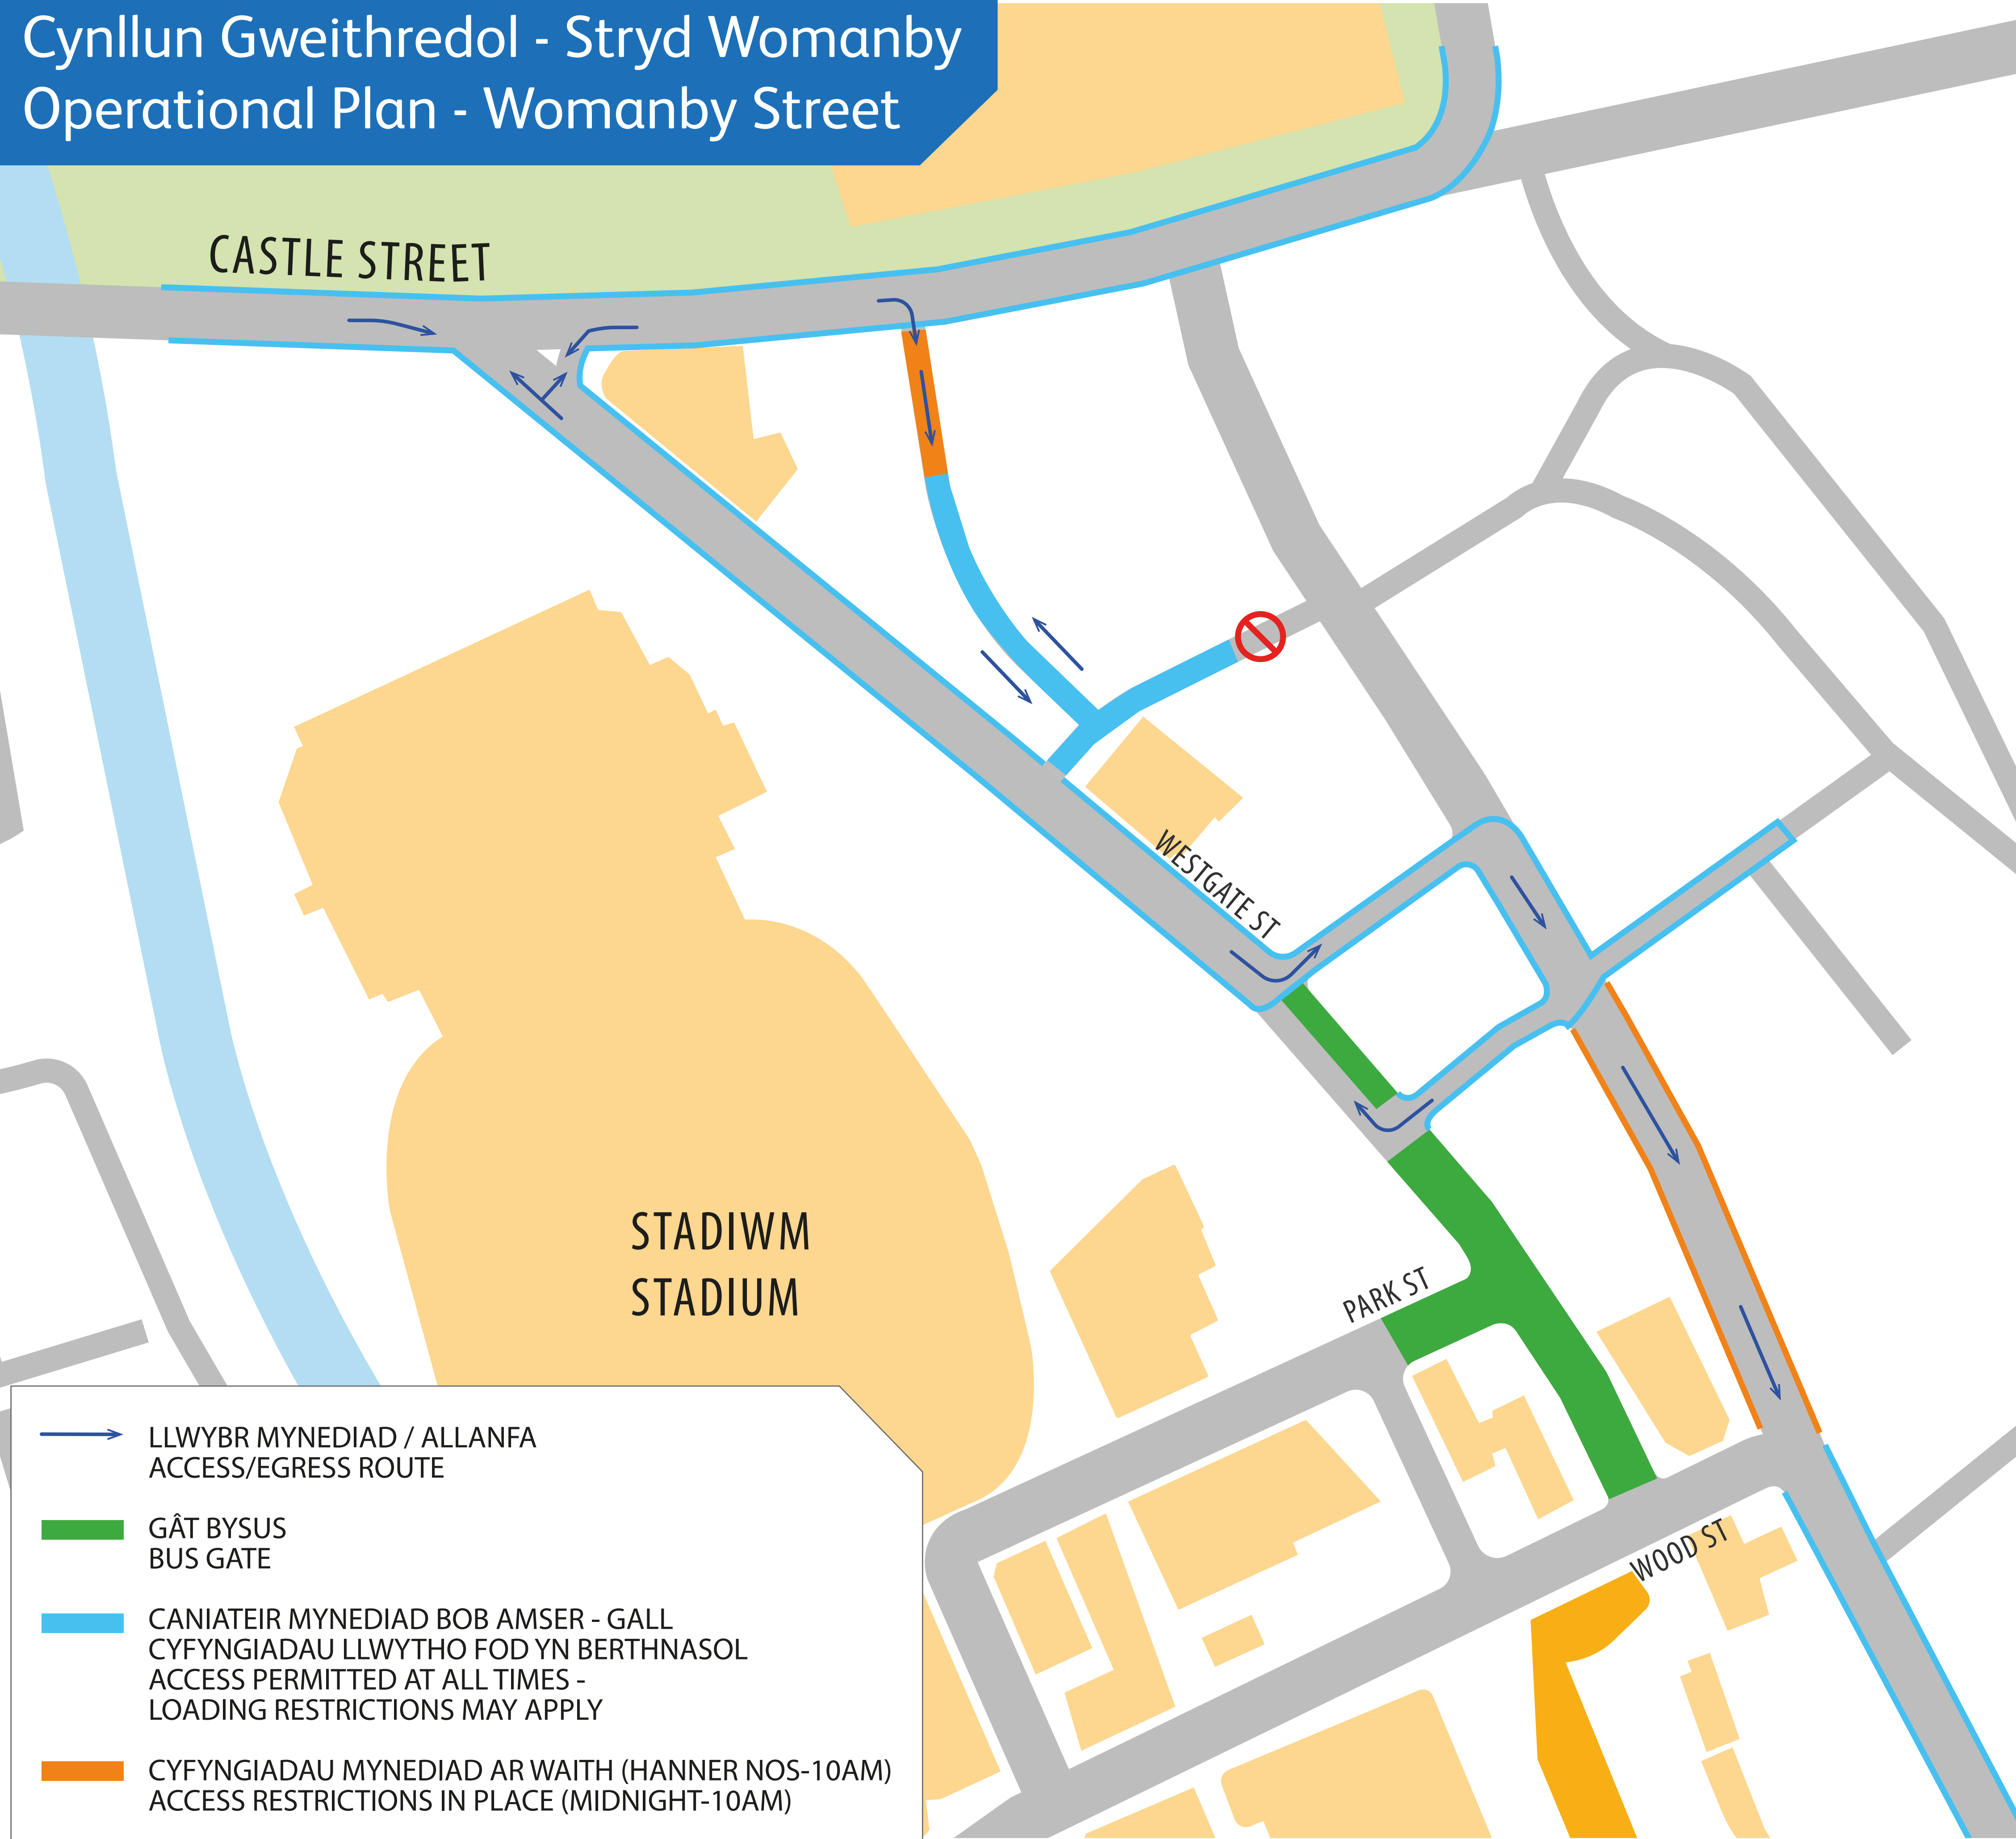 Cynllun Gweithredol - Stryd Womanby
Operational Plan - Womanby Street
CASTLE STREET
WESTGATE ST
STADIWM
STADIUM
PARK ST
WOOD ST
LLWYBR MYNEDIAD / ALLANFA
ACCESS/EGRESS ROUTE
GÂT BYSUS
BUS GATE
CANIATEIR MYNEDIAD BOB AMSER - GALL
CYFYNGIADAU LLWYTHO FOD YN BERTHNASOL
ACCESS PERMITTED AT ALL TIMES -
LOADING RESTRICTIONS MAY APPLY
CYFYNGIADAU MYNEDIAD AR WAITH (HANNER NOS-10AM)
ACCESS RESTRICTIONS IN PLACE (MIDNIGHT-10AM)